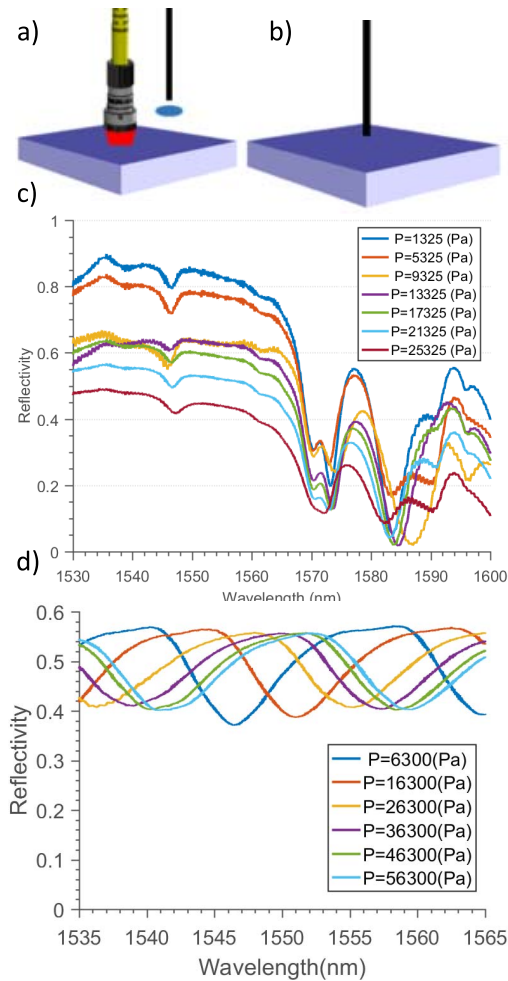 a)
b)
c)
1
0.8
0.6
0.4
0.2
0
Reflectivity
P=1325 (Pa)
P=5325 (Pa)
P=9325 (Pa)
P=13325 (Pa)
P=17325 (Pa)
P=21325 (Pa)
P=25325 (Pa)
1530 1540 1550 1560 1570 1580 1590 1600
Wavelength (nm)
d)
0.6
0.5
0.4
0.3
0.2
0.1
0
Reflectivity
P=6300(Pa)
P=16300(Pa)
P=26300(Pa)
P=36300(Pa)
P=46300(Pa)
P=56300(Pa)
1535 1540 1545 1550 1555 1560 1565
Wavelength(nm)